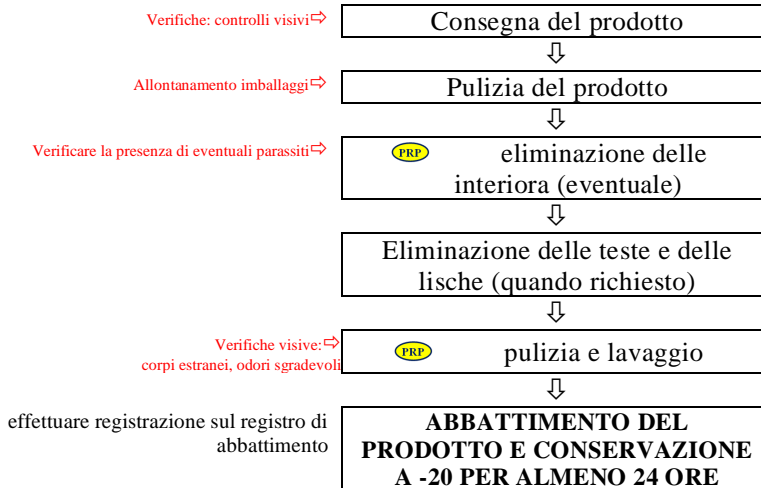 Verifiche: controlli visivi⇨
Consegna del prodotto
Allontanamento imballaggi⇨
Pulizia del prodotto
Verificare la presenza di eventuali parassiti⇨
PRP eliminazione delle
interiora (eventuale)
Eliminazione delle teste e delle
lische (quando richiesto)
Verifiche visive:⇨
corpi estranei, odori sgradevoli
PRP pulizia e lavaggio
effettuare registrazione sul registro di
abbattimento
ABBATTIMENTO DEL
PRODOTTO E CONSERVAZIONE
A -20 PER ALMENO 24 ORE